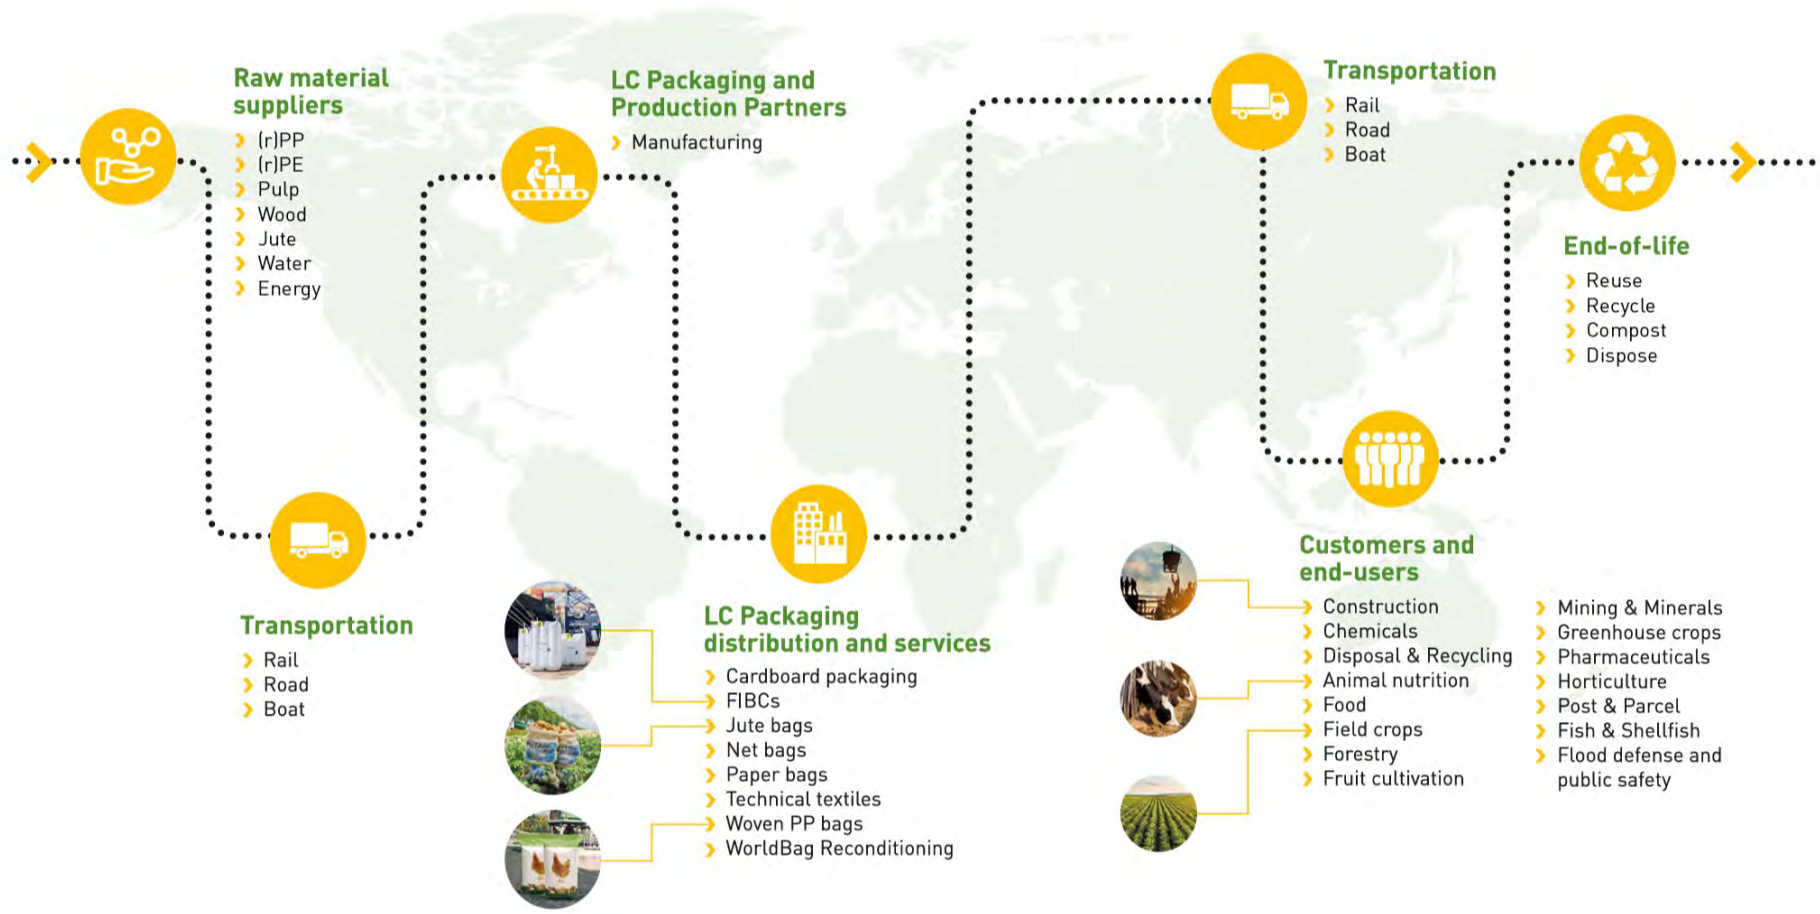 Raw material
suppliers
(r)PP
(r)PE
Pulp
Wood
Jute
Water
Energy
Transportation
Rail
Road
Boat
LC Packaging and
Production Partners
Manufacturing
LC Packaging
distribution and services
Cardboard packaging
FIBCs
Jute bags
Net bags
Paper bags
Technical textiles
Woven PP bags
WorldBag Reconditioning
Transportation
Rail
Road
Boat
Customers and
end-users
Construction
Chemicals
Disposal & Recycling
Animal nutrition
Food
Field crops
Forestry
Fruit cultivation
Mining & Minerals
Greenhouse crops
Pharmaceuticals
Horticulture
Post & Parcel
Fish & Shellfish
Flood defense and
public safety
End-of-life
Reuse
Recycle
Compost
Dispose